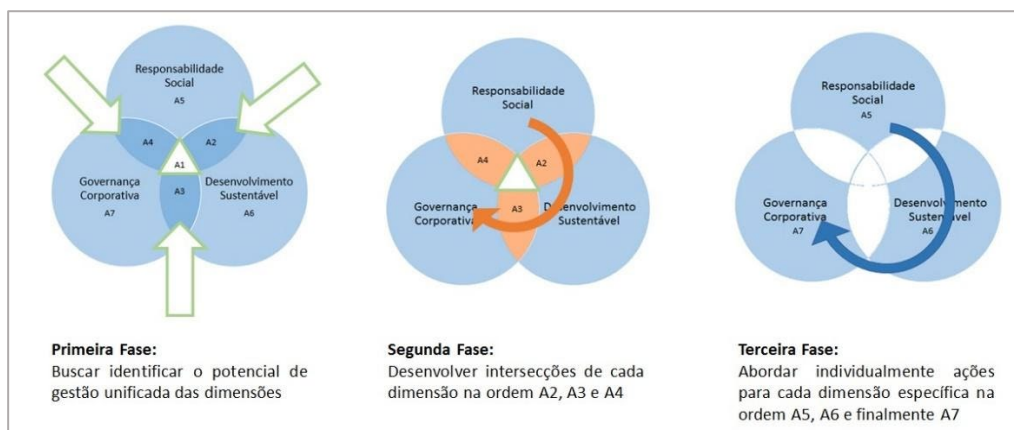 Responsabilidade
Social
A5
A4
A2
A1
A3
Governança
Corporativa
A7
Desenvolvimento
Sustentável
A6
Primeira Fase:
Buscar identificar o potencial de
gestão unificada das dimensões
Responsabilidade
Social
A4
A2
A3
Governança
Corporativa
Desenvolvimento
Sustentável
Segunda Fase:
Desenvolver intersecções de cada
dimensão na ordem A2, A3 e A4
Responsabilidade
Social
A5
Governança
Corporativa
A7
Desenvolvimento
Sustentável
A6
Terceira Fase:
Abordar individualmente ações
para cada dimensão específica na
ordem A5, A6 e finalmente A7